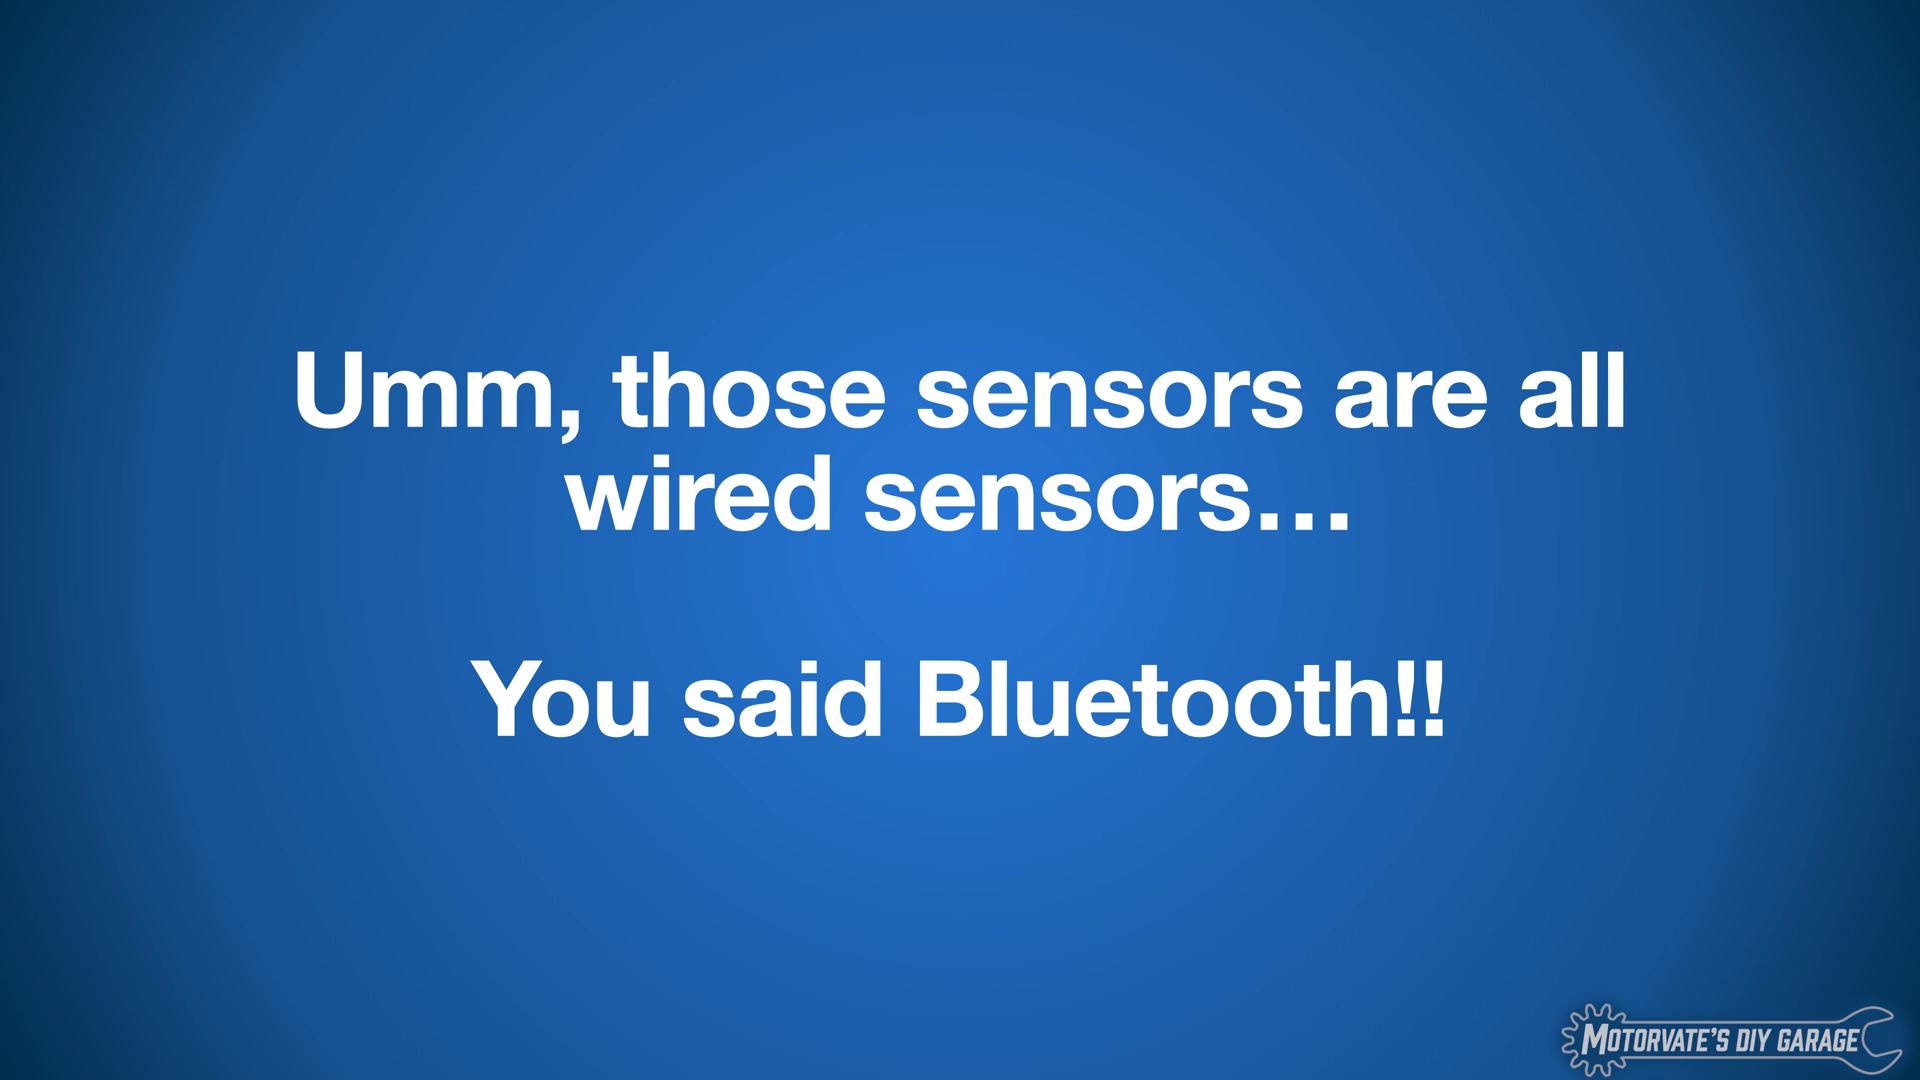 Umm, those sensors are all
wired sensors…
You said Bluetooth!!
MOTORVATE'S DIY GARAGE